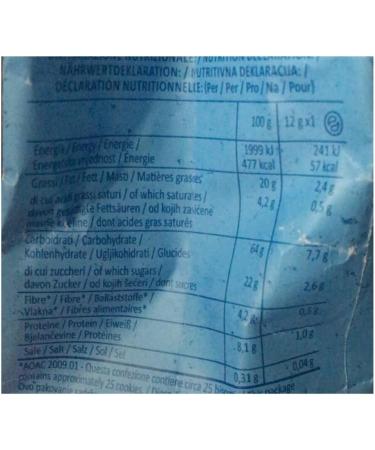 NUTRITION
NÄHRWERTDEKLARATION: / NUTRITIVNA DEKLARACIJA: /
DÉCLARATION NUTRITIONNELLE: (Per / Per / Pro / Na / Pour)
100 g 12 g x1
Energia / Energy / Energie / 1999 kJ 241 kJ
Energetska vrijednost / Énergie 477 kcal 57 kcal
Grassi / Fat / Fett / Masti / Matières grasses 20 g 2,4 g
di cui acidi grassi saturi / of which saturates / 4,2 g 0,5 g
davon gesättigte Fettsäuren / od kojih zasićene
masne kiseline / dont acides gras saturés
Carboidrati / Carbohydrate / 64 g 7,7 g
Kohlenhydrate / Ugljikohidrati / Glucides
di cui zuccheri / of which sugars / 22 g 2,6 g
davon Zucker / od kojih šećeri / dont sucres
Fibre* / Fibre* / Ballaststoffe* / 4,2 g 0,5 g
Vlakna* / Fibres alimentaires*
Proteine / Protein / Eiweiß / 8,1 g 1,0 g
Bjelančevine / Protéines
Sale / Salt / Salz / Sol / Sel 0,31 g 0,04 g
*AOAC 2009.01 - Questa confezione contiene circa 25 package
contains approximately 25 cookies. /
Ovo pakovanje